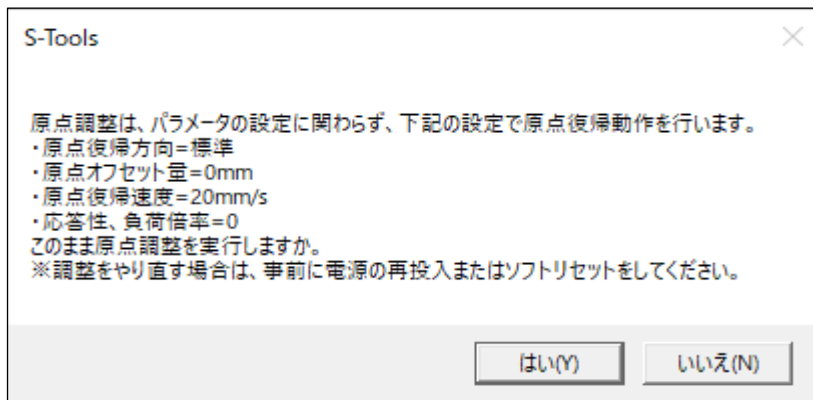 S-Tools
原点調整は、パラメータの設定に関わらず、下記の設定で原点復帰動作を行います。
・原点復帰方向=標準
・原点オフセット量=0mm
・原点復帰速度=20mm/s
・応答性、負荷倍率=0
このまま原点調整を実行しますか。
※調整をやり直す場合は、事前に電源の再投入またはソフトリセットをしてください。
はい(Y)
いいえ(N)